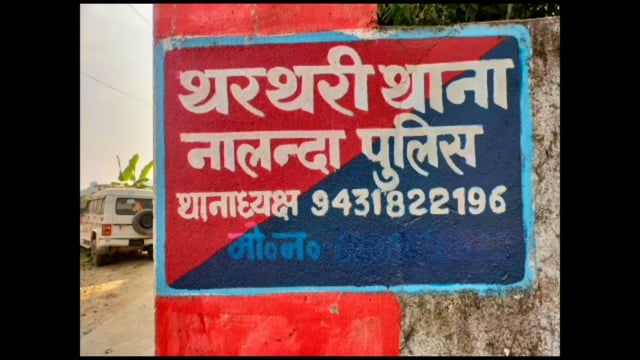 थरथरी थाना
नालन्दा पुलिस
थानाध्यक्ष 9431822196
मो०न०